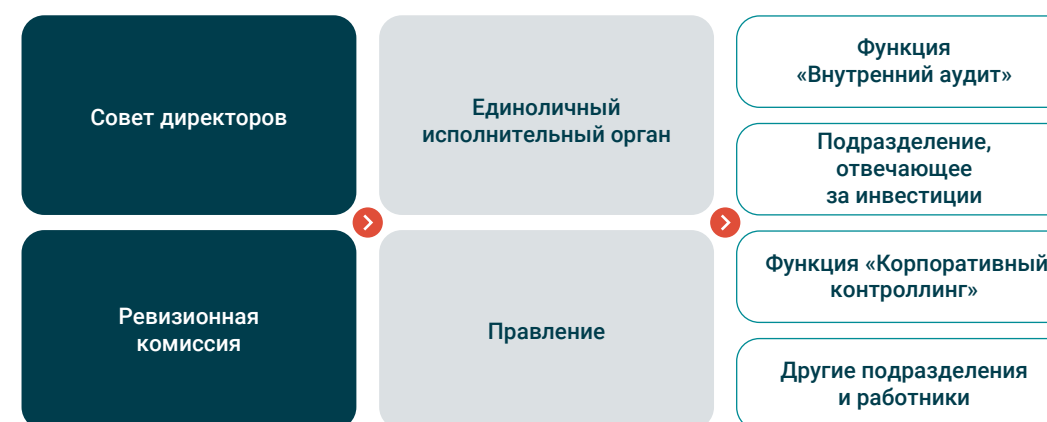 Совет директоров
Ревизионная
комиссия
Единоличный
исполнительный орган
Правление
Функция
«Внутренний аудит»
Подразделение,
отвечающее
за инвестиции
Функция «Корпоративный
контроллинг»
Другие подразделения
и работники